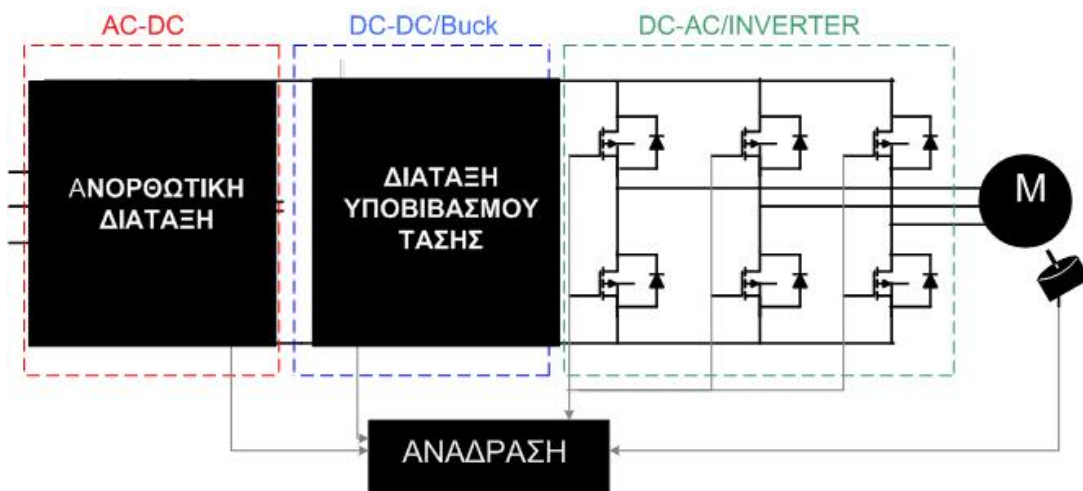 AC-DC
DC-DC/Buck
DC-AC/INVERTER
ΑΝΟΡΘΩΤΙΚΗ
ΔΙΑΤΑΞΗ
ΔΙΑΤΑΞΗ
ΥΠΟΒΙΒΑΣΜΟΥ
ΤΑΣΗΣ
M
ΑΝΑΔΡΑΣΗ